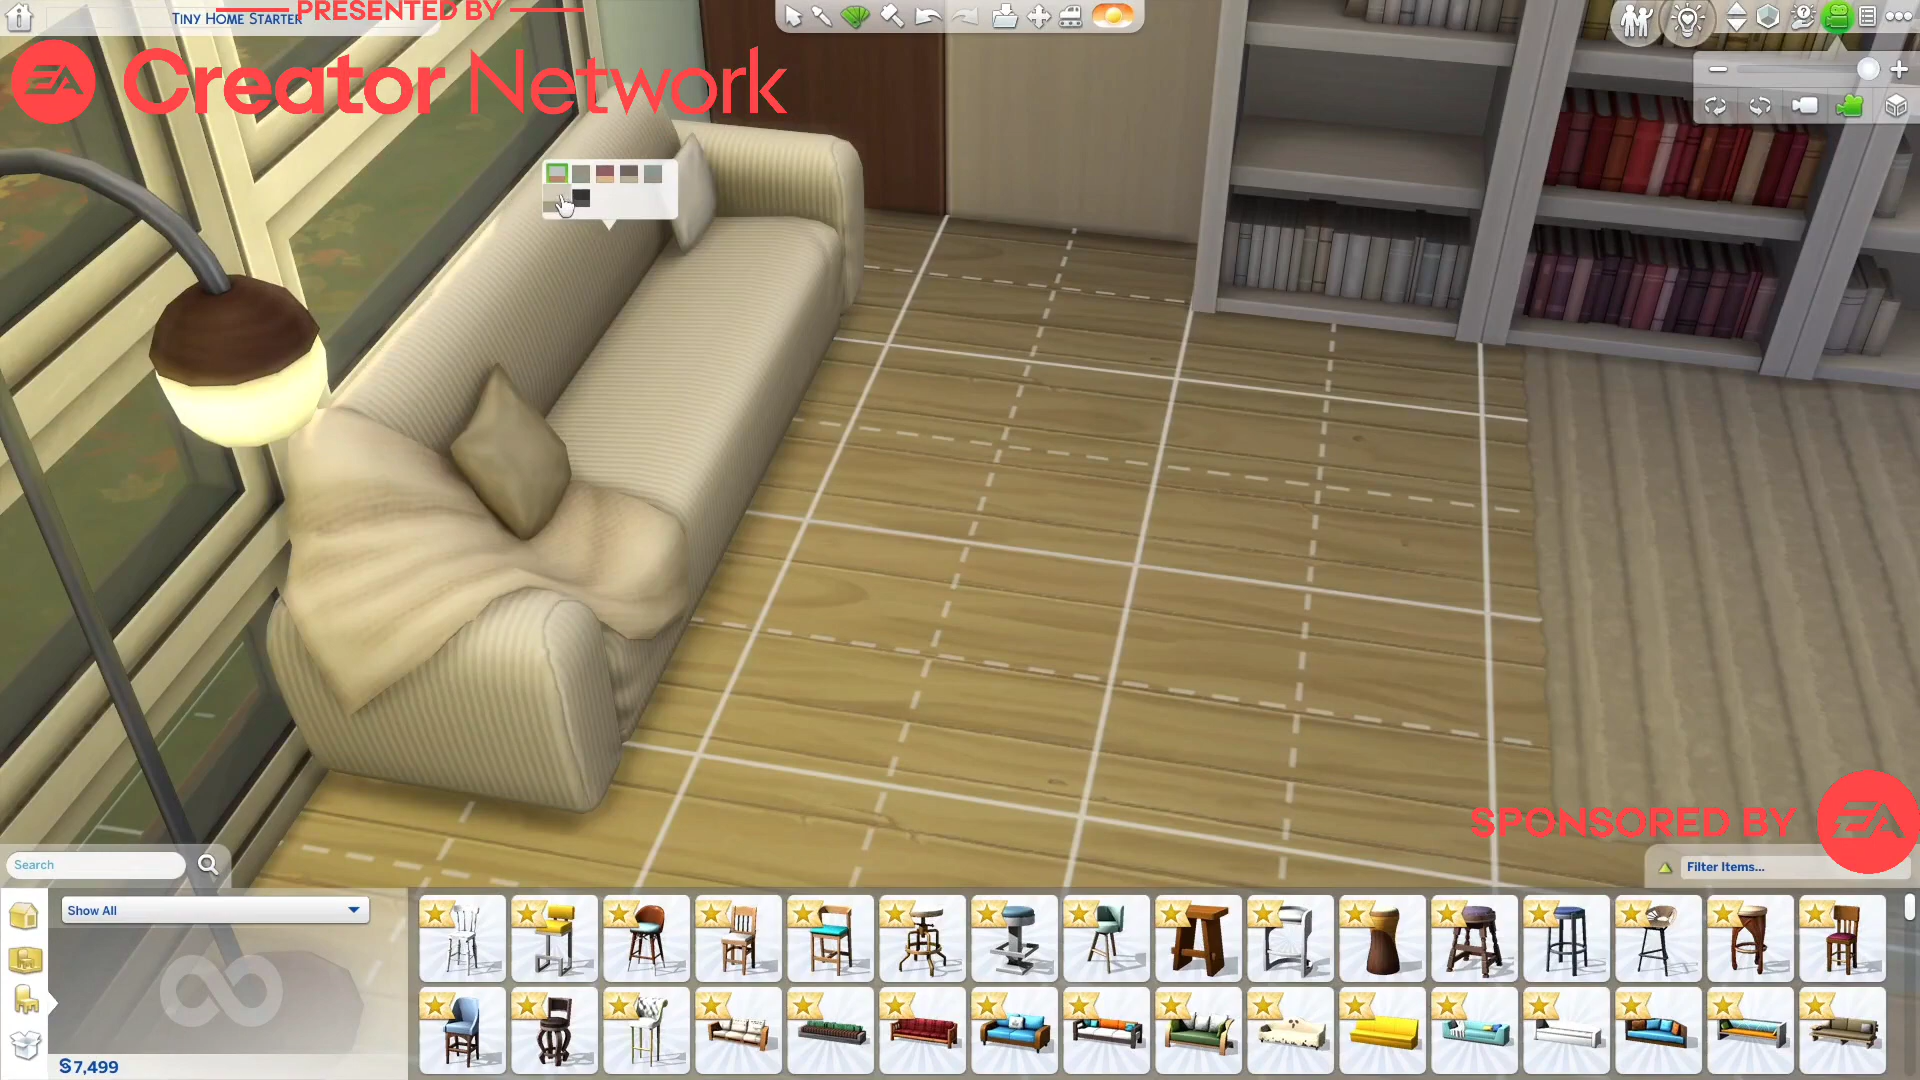 PRESENTED BY
TINY HOME STARTER
EA Creator Network
SPONSORED BY EA
Search
Filter Items...
Show All
§7,499